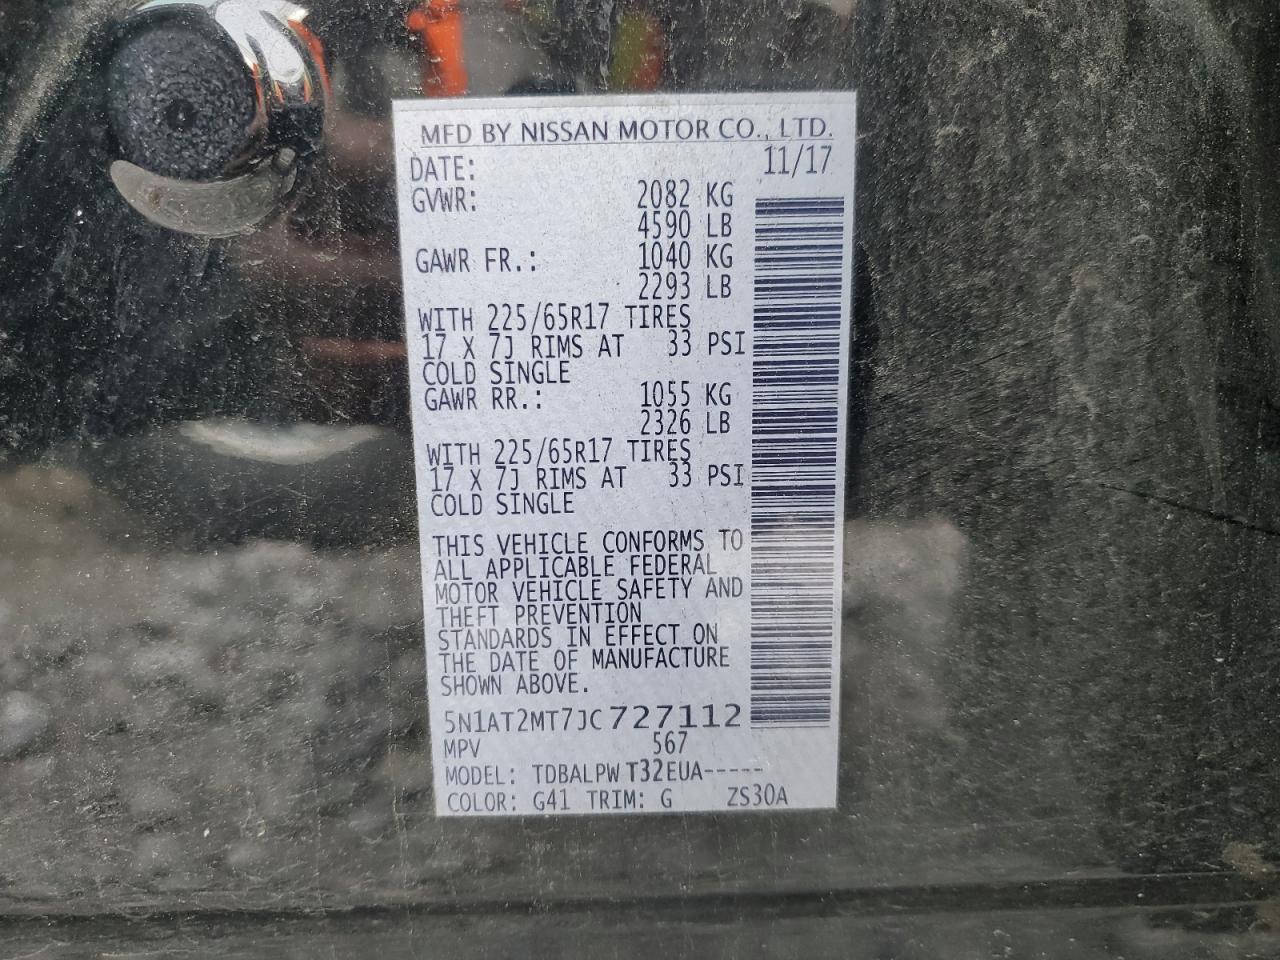 MFD BY NISSAN MOTOR CO., LTD.
DATE: 11/17
GVWR: 2082 KG
4590 LB
GAWR FR.: 1040 KG
2293 LB
WITH 225/65R17 TIRES
17 X 7J RIMS AT 33 PSI
COLD SINGLE
GAWR RR.: 1055 KG
2326 LB
WITH 225/65R17 TIRES
17 X 7J RIMS AT 33 PSI
COLD SINGLE
THIS VEHICLE CONFORMS TO
ALL APPLICABLE FEDERAL
MOTOR VEHICLE SAFETY AND
THEFT PREVENTION
STANDARDS IN EFFECT ON
THE DATE OF MANUFACTURE
SHOWN ABOVE.
5N1AT2MT7JC727112
MPV 567
MODEL: TDBALPW T32EUA-----
COLOR: G41 TRIM: G ZS30A